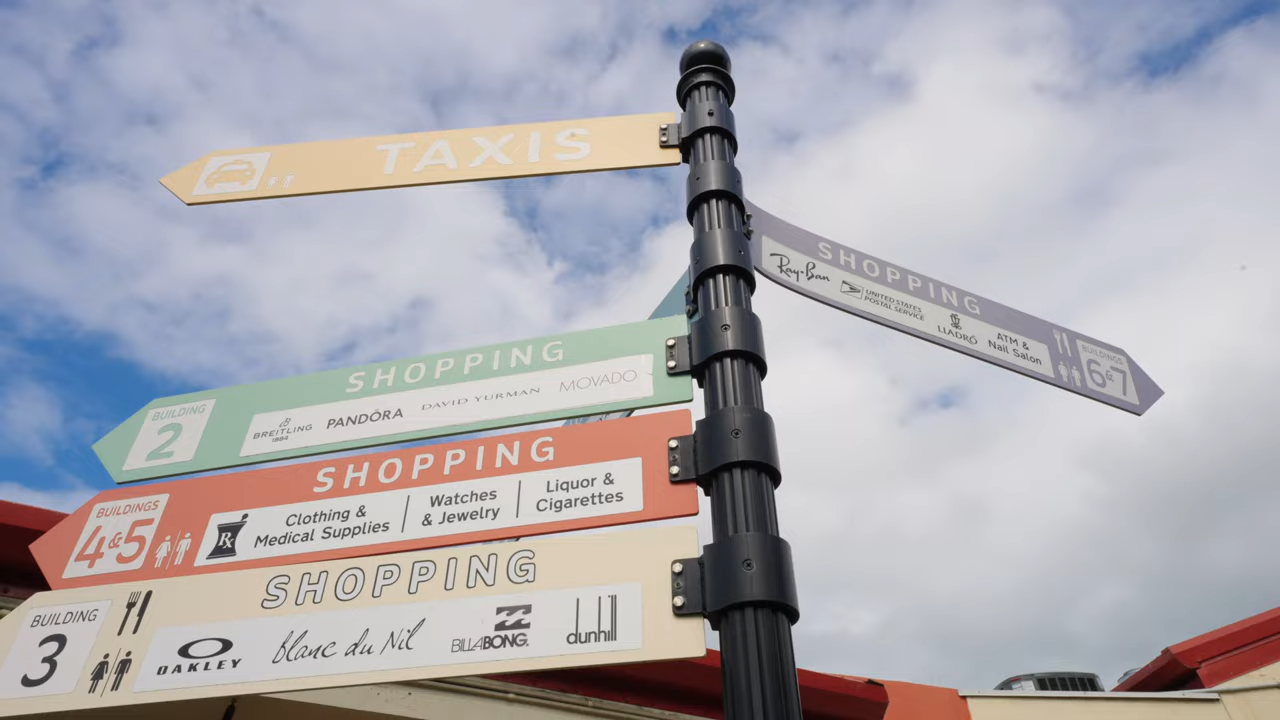 TAXIS
SHOPPING
Ray-Ban
UNITED STATES
POSTAL SERVICE
LLADRÓ
ATM &
Nail Salon
BUILDINGS
6&7
SHOPPING
BUILDING
2
BREITLING
1884
PANDÖRA
DAVID YURMAN
MOVADO
SHOPPING
BUILDINGS
4&5
Rx
Clothing &
Medical Supplies
Watches
& Jewelry
Liquor &
Cigarettes
SHOPPING
BUILDING
3
OAKLEY
blanc du Nil
BILLABONG.
dunhill